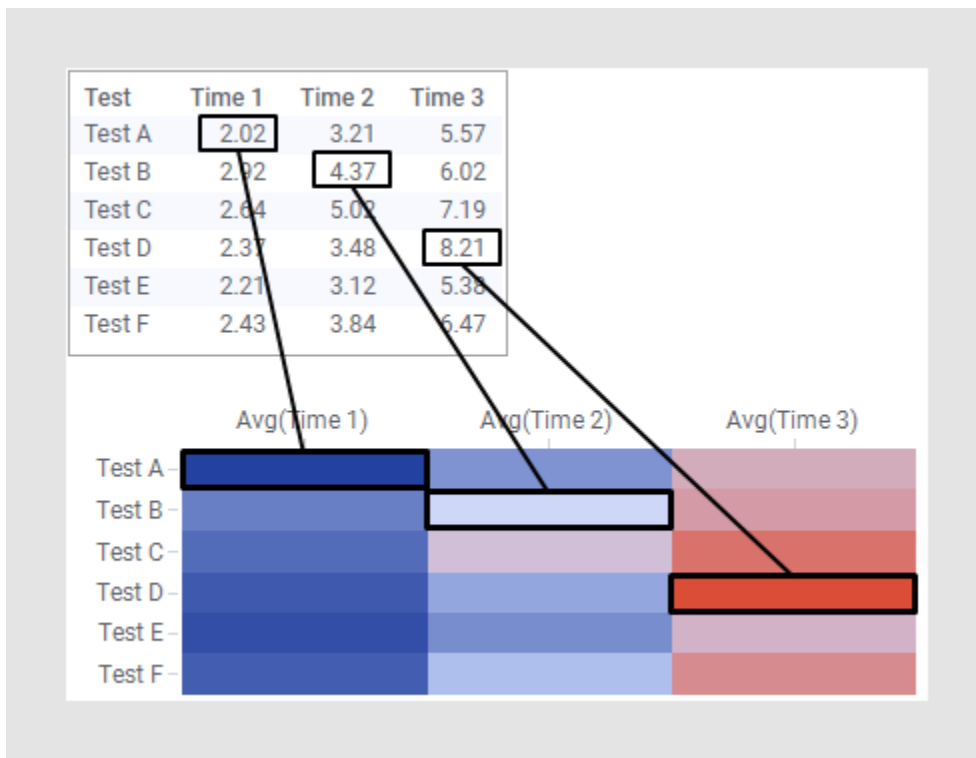 Test Time 1 Time 2 Time 3
Test A 2.02 3.21 5.57
Test B 2.92 4.37 6.02
Test C 2.64 5.02 7.19
Test D 2.37 3.48 8.21
Test E 2.21 3.12 5.38
Test F 2.43 3.84 6.47
Avg(Time 1) Avg(Time 2) Avg(Time 3)
Test A
Test B
Test C
Test D
Test E
Test F